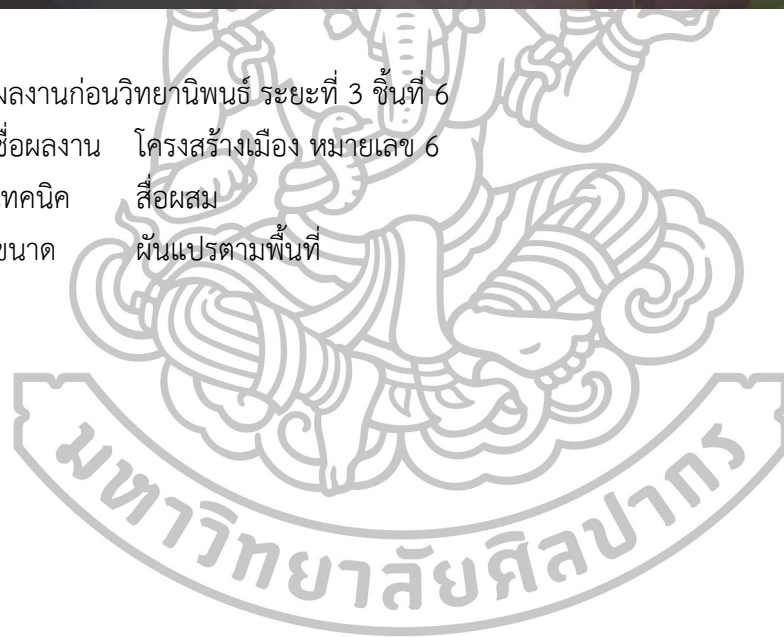 ผลงานก่อนวิทยานิพนธ์ ระยะที่ 3 ชิ้นที่ 6
ชื่อผลงาน โครงสร้างเมือง หมายเลข 6
เทคนิค สื่อผสม
ขนาด ผันแปรตามพื้นที่
มหาวิทยาลัยศิลปากร